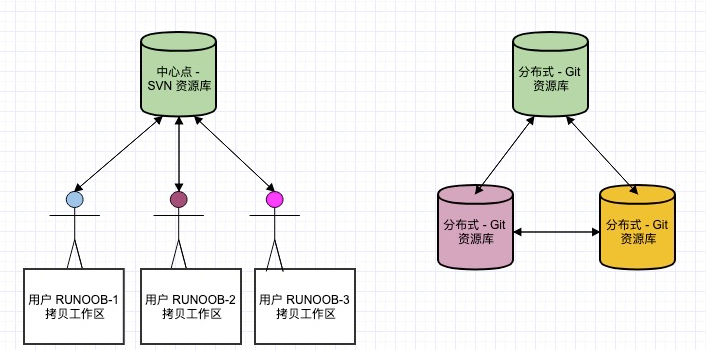 中心点 -
SVN 资源库
分布式 - Git
资源库
分布式 - Git
资源库
分布式 - Git
资源库
用户 RUNOOB-1
拷贝工作区
用户 RUNOOB-2
拷贝工作区
用户 RUNOOB-3
拷贝工作区